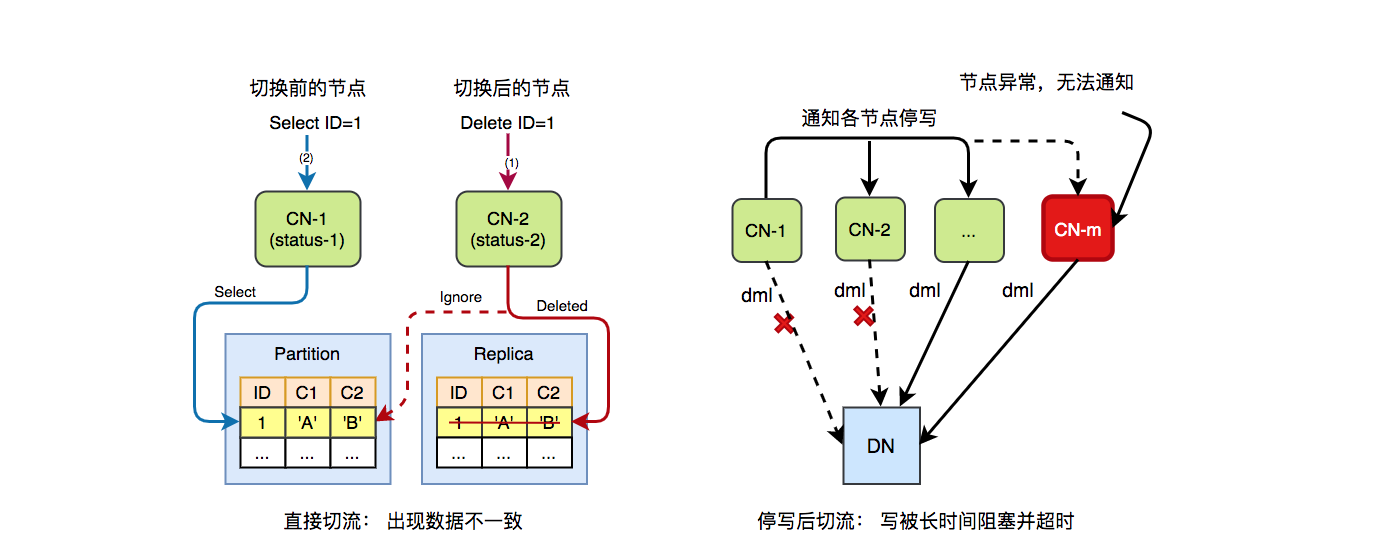 切换前的节点
Select ID=1
(2)
CN-1
(status-1)
Select
切换后的节点
Delete ID=1
(1)
CN-2
(status-2)
Ignore
Deleted
Partition
ID C1 C2
1 'A' 'B'
... ... ...
Replica
ID C1 C2
1 'A' 'B'
... ... ...
直接切流： 出现数据不一致
节点异常，无法通知
通知各节点停写
CN-1
CN-2
...
CN-m
dml
dml
dml
dml
DN
停写后切流： 写被长时间阻塞并超时